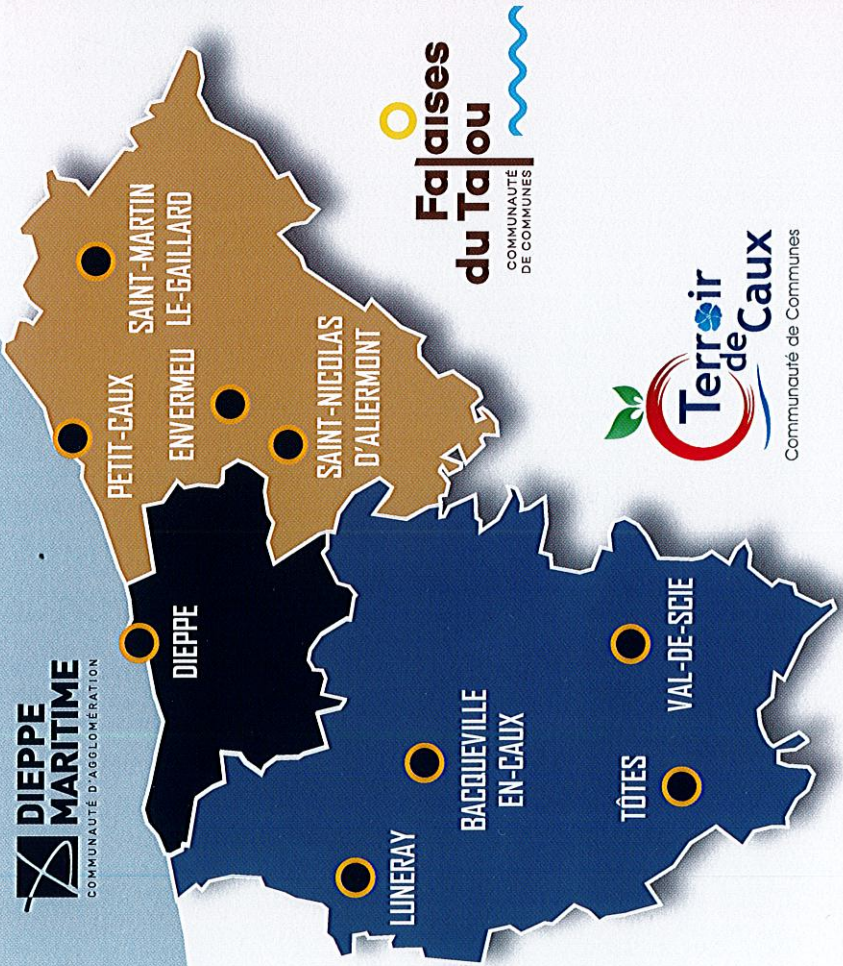 DIEPPE
MARITIME
COMMUNAUTÉ D'AGGLOMÉRATION
PETIT-CAUX
SAINT-MARTIN
LE-GAILLARD
ENVERMEU
SAINT-NICOLAS
D'ALIERMONT
DIEPPE
LUNERAY
BACQUEVILLE
EN-CAUX
TÔTES
VAL-DE-SCIE
Falaises
du Talou
COMMUNAUTÉ
DE COMMUNES
Terroir
de Caux
Communauté de Communes